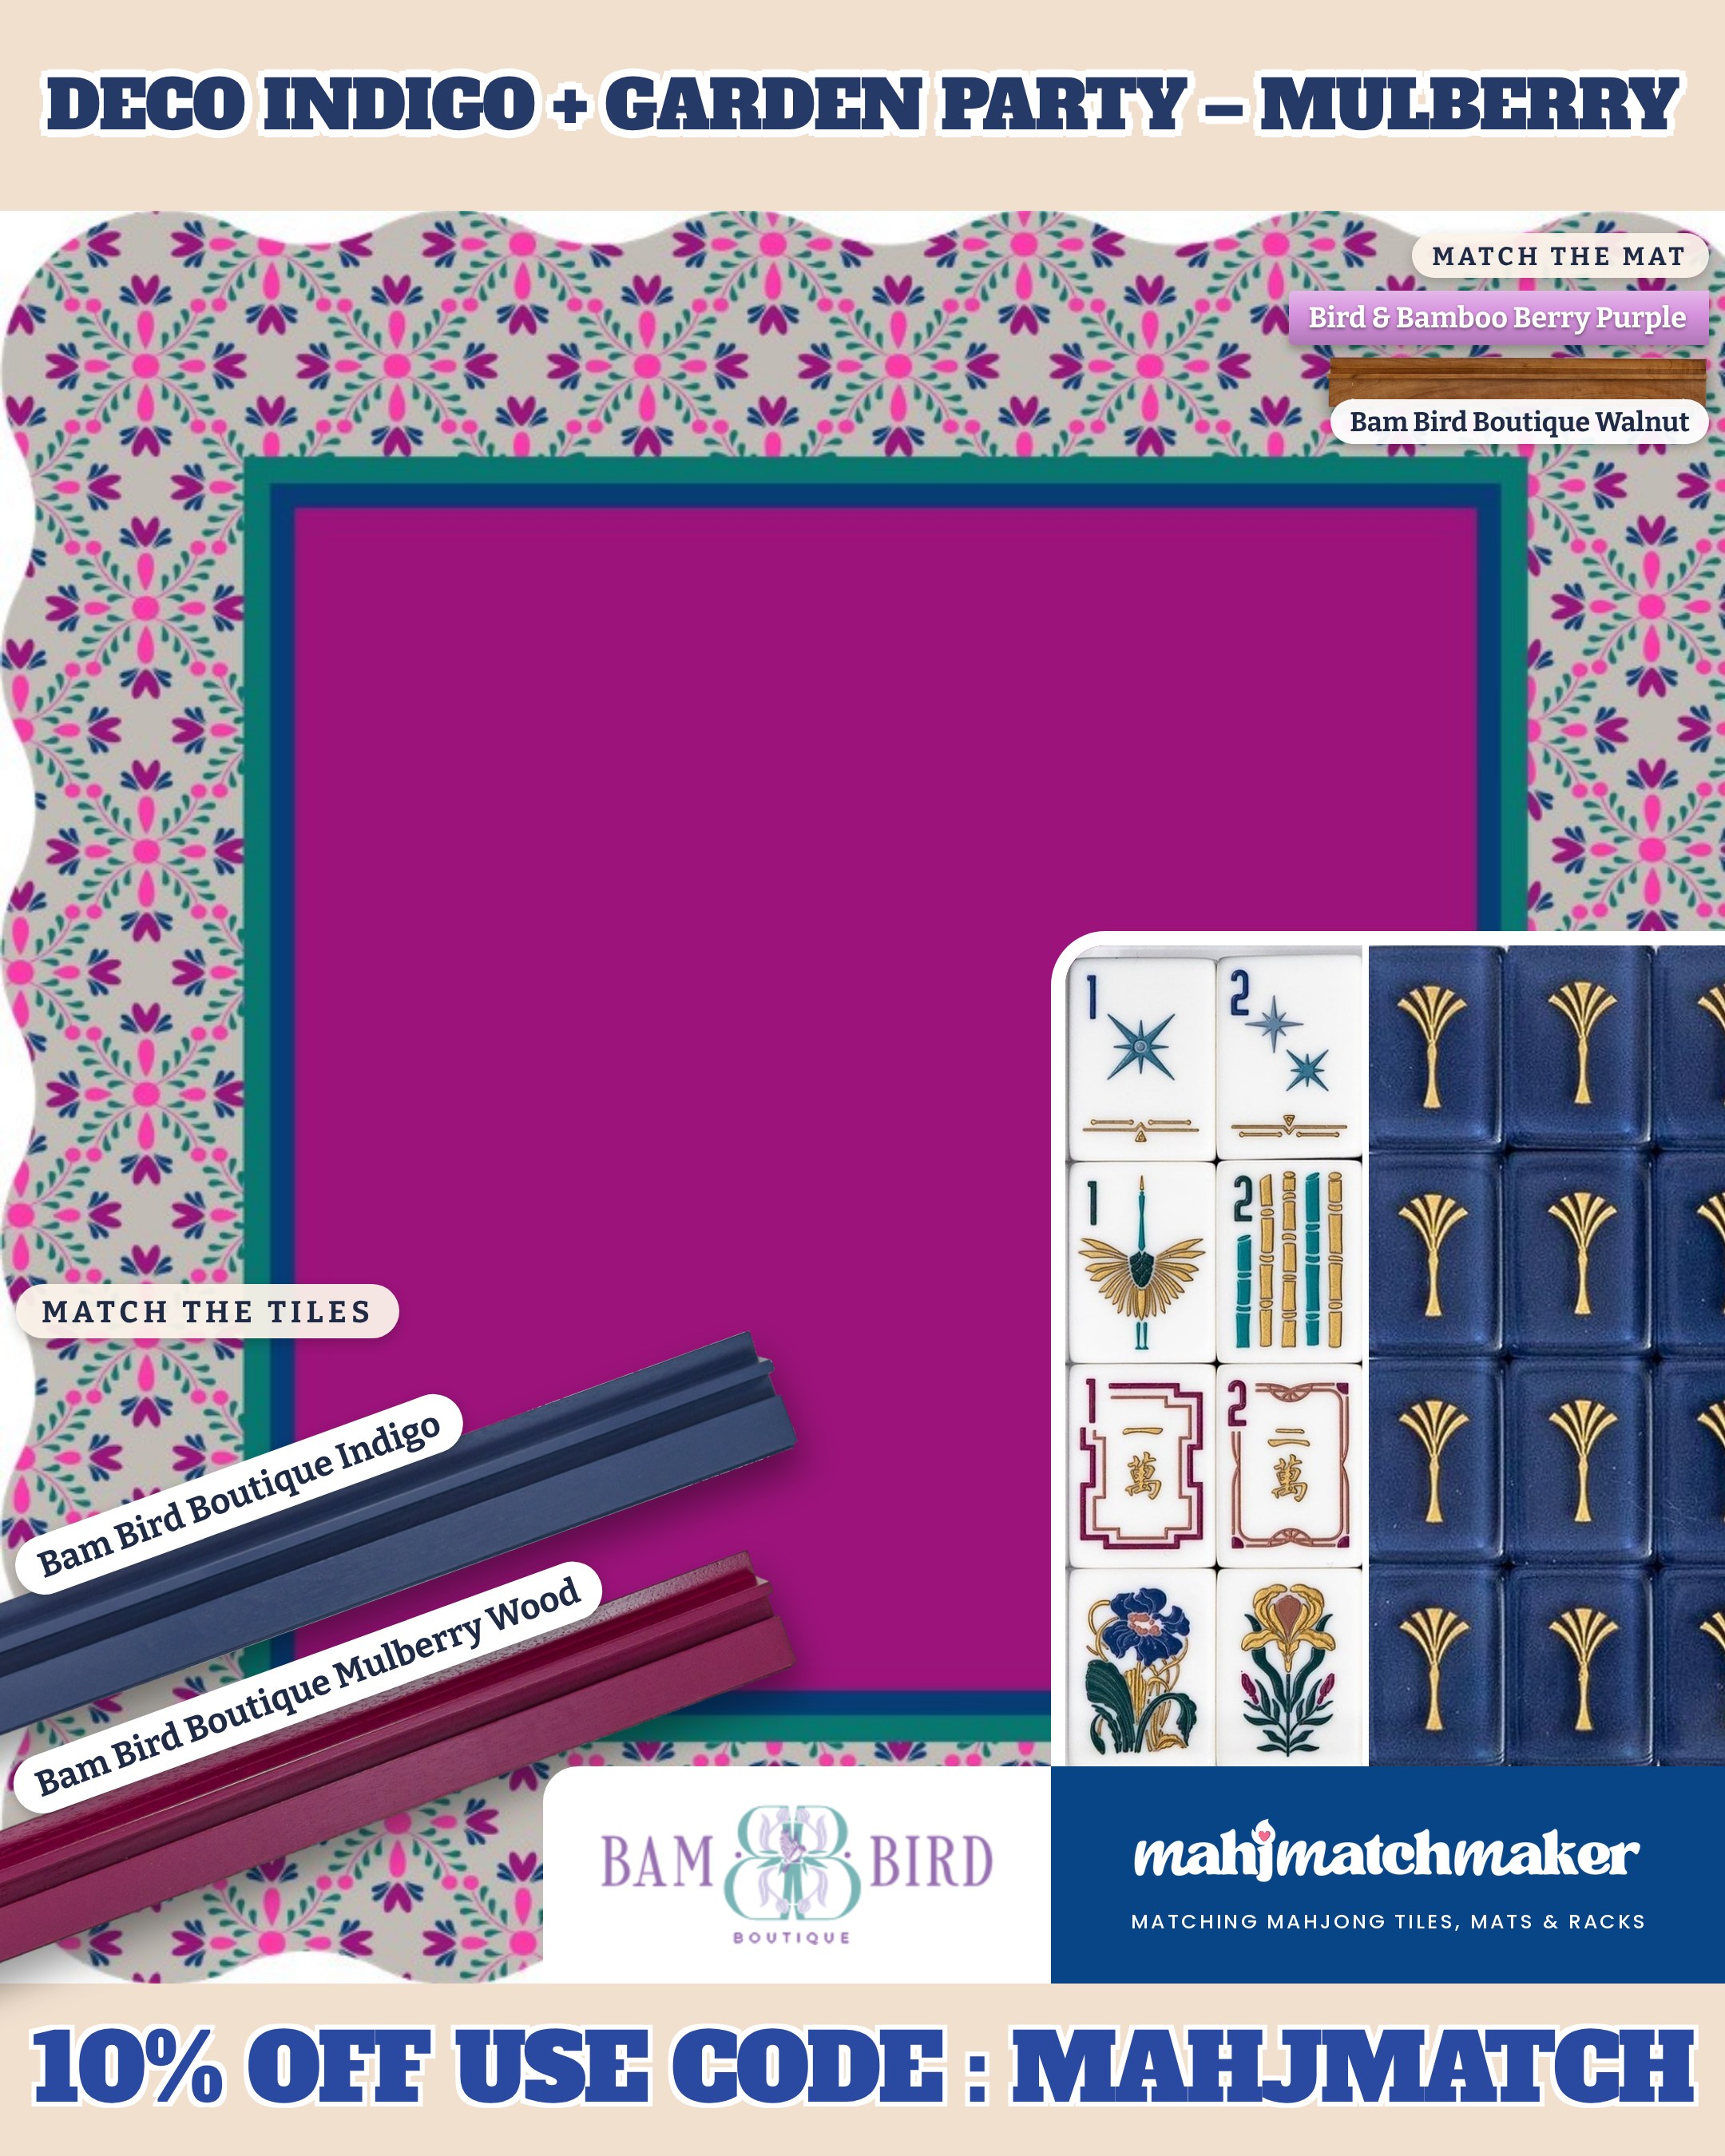 DECO INDIGO + GARDEN PARTY – MULBERRY
MATCH THE MAT
Bird & Bamboo Berry Purple
Bam Bird Boutique Walnut
1
2
1
2
1
一
萬
2
二
萬
MATCH THE TILES
Bam Bird Boutique Indigo
Bam Bird Boutique Mulberry Wood
BAM BIRD
BOUTIQUE
mahjmatchmaker
MATCHING MAHJONG TILES, MATS & RACKS
10% OFF USE CODE : MAHJMATCH